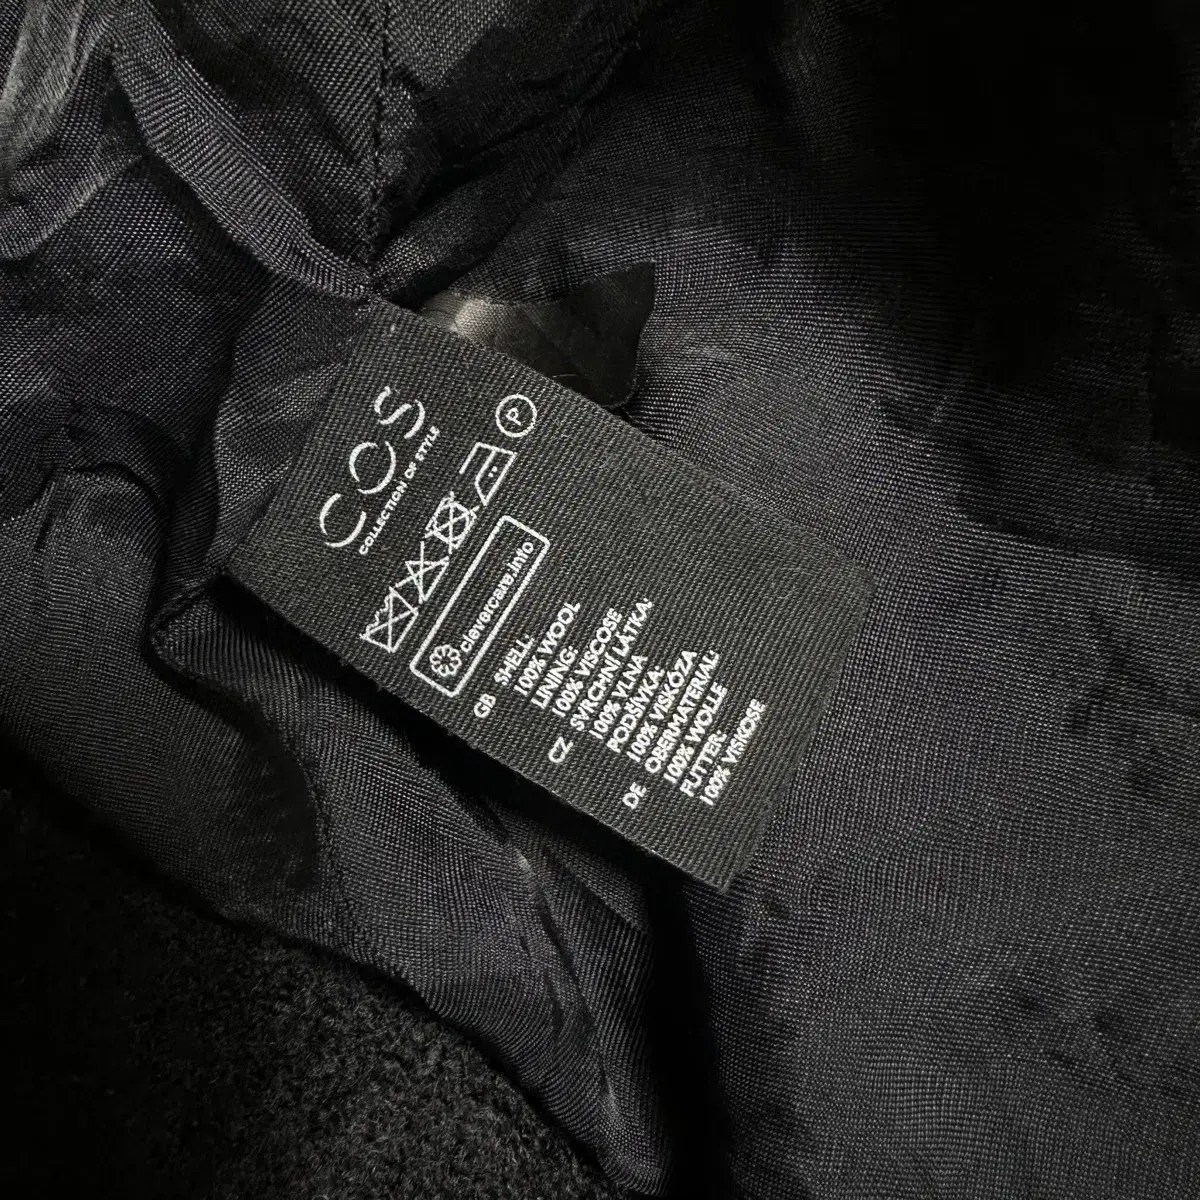 COS
COLLECTION OF STYLE
P
clevercare.info
GB SHELL:
100% WOOL
LINING:
100% VISCOSE
CZ SVRCHNÍ LÁTKA:
100% VLNA
PODŠÍVKA:
100% VISKÓZA
DE OBERMATERIAL:
100% WOLLE
FUTTER:
100% VISKOSE